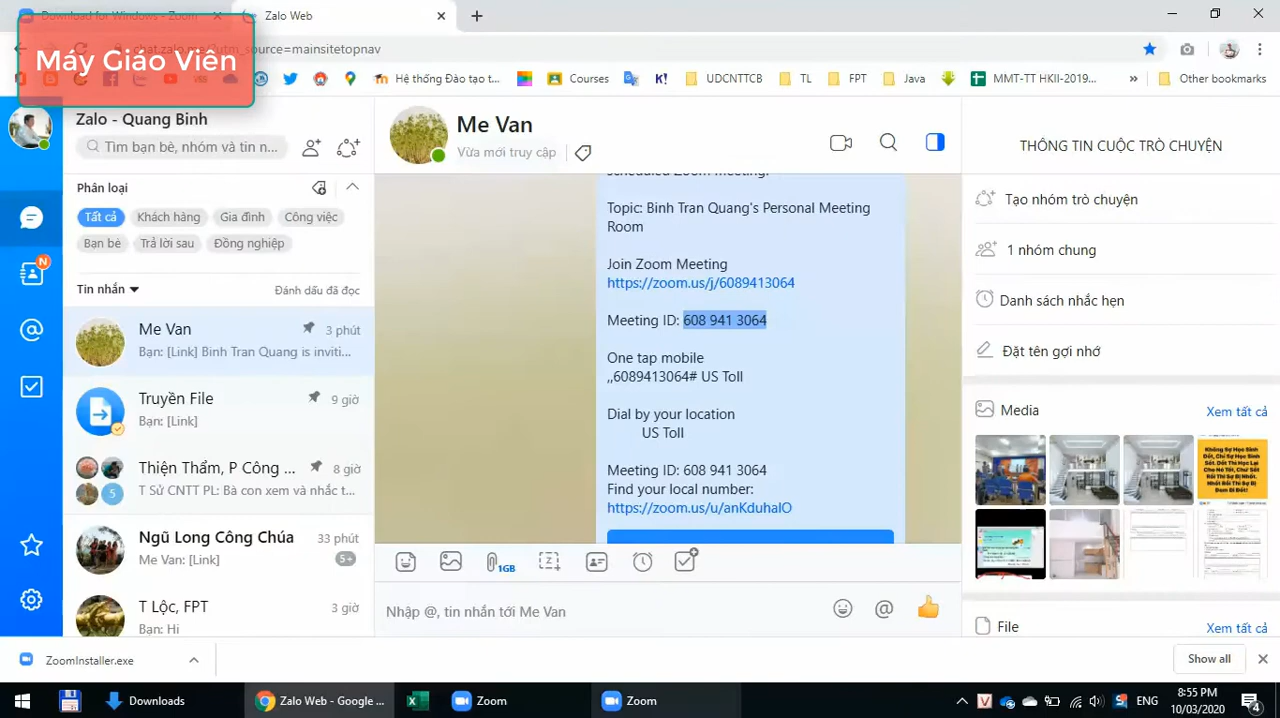 Download for Windows - Zoom
Zalo Web
Máy Giáo Viên
chat.zalo.me/?utm_source=mainsitetopnav
Hệ thống Đào tạo t...
Courses
K!
UDCNTTCB
TL
FPT
Java
MMT-TT HKII-2019...
»
Other bookmarks
Zalo - Quang Binh
Tìm bạn bè, nhóm và tin n...
Phân loại
Tất cả
Khách hàng
Gia đình
Công việc
Bạn bè
Trả lời sau
Đồng nghiệp
Tin nhắn
Đánh dấu đã đọc
Me Van
3 phút
Bạn: [Link] Binh Tran Quang is inviti...
Truyền File
9 giờ
Bạn: [Link]
Thiện Thẩm, P Công ...
8 giờ
5
T Sử CNTT PL: Bà con xem và nhắc t...
Ngũ Long Công Chúa
33 phút
Me Van: [Link]
5+
T Lộc, FPT
3 giờ
Bạn: Hi
N
Me Van
Vừa mới truy cập
scheduled Zoom meeting.
Topic: Binh Tran Quang's Personal Meeting
Room
Join Zoom Meeting
https://zoom.us/j/6089413064
Meeting ID: 608 941 3064
One tap mobile
,,6089413064# US Toll
Dial by your location
US Toll
Meeting ID: 608 941 3064
Find your local number:
https://zoom.us/u/anKduhalO
1GB
Nhập @, tin nhắn tới Me Van
THÔNG TIN CUỘC TRÒ CHUYỆN
Tạo nhóm trò chuyện
1 nhóm chung
Danh sách nhắc hẹn
Đặt tên gợi nhớ
Media
Xem tất cả
File
Xem tất cả
ZoomInstaller.exe
Show all
Downloads
Zalo Web - Google ...
Zoom
Zoom
ENG
8:55 PM
10/03/2020
4